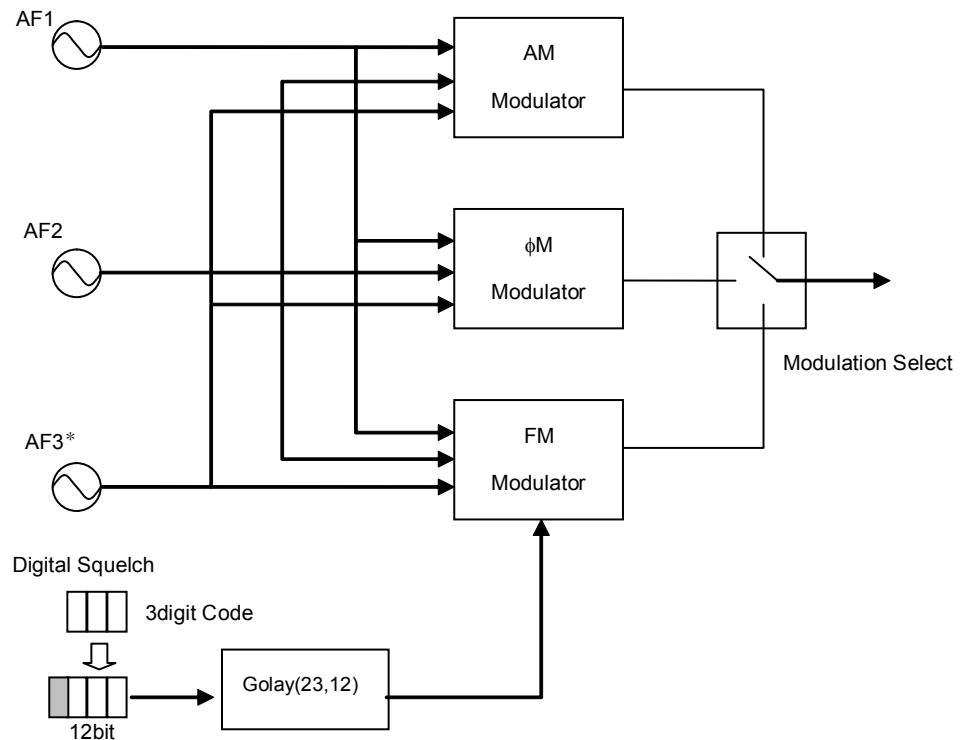 AF1
AM
Modulator
AF2
ϕM
Modulator
Modulation Select
AF3*
FM
Modulator
Digital Squelch
3digit Code
Golay(23,12)
12bit